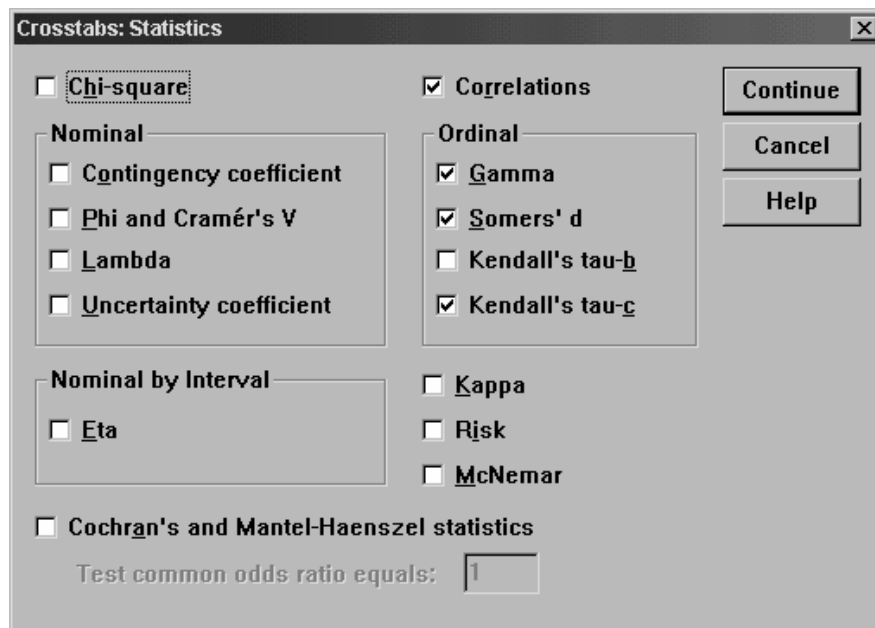 Crosstabs: Statistics
Chi-square
Correlations
Continue
Nominal
Contingency coefficient
Phi and Cramér's V
Lambda
Uncertainty coefficient
Ordinal
Gamma
Somers' d
Kendall's tau-b
Kendall's tau-c
Cancel
Help
Nominal by Interval
Eta
Kappa
Risk
McNemar
Cochran's and Mantel-Haenszel statistics
Test common odds ratio equals: 1